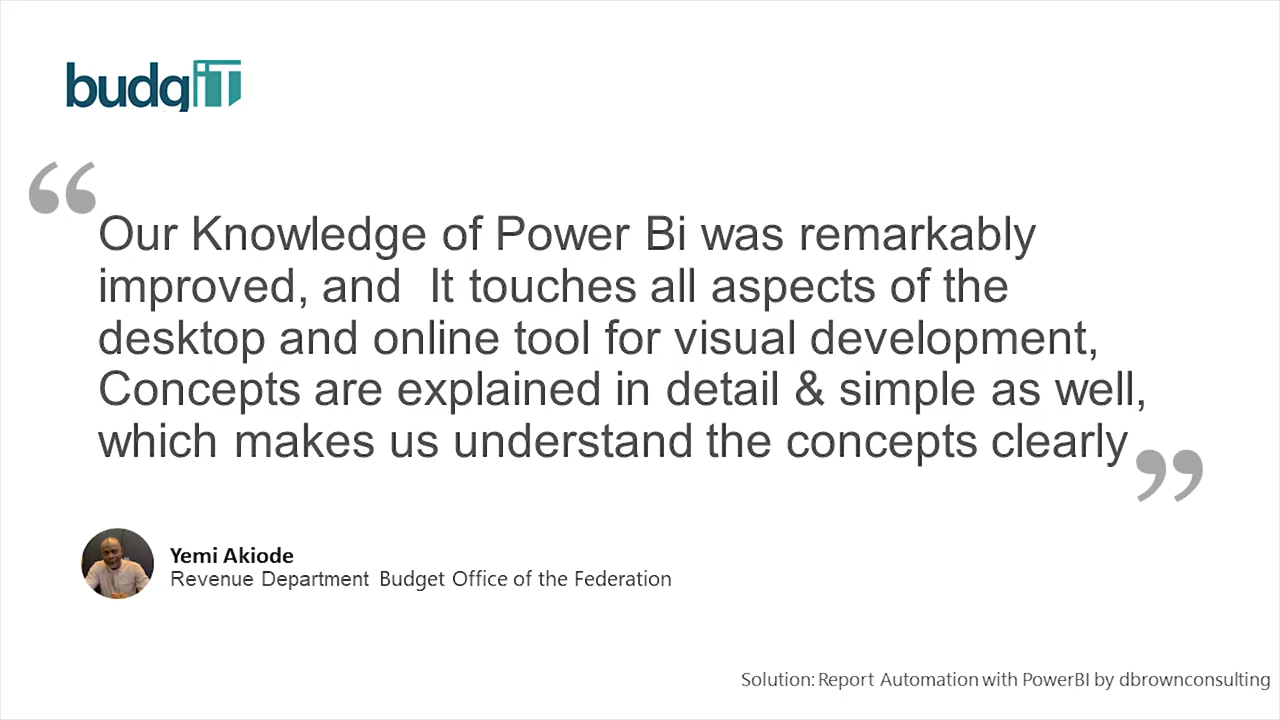 budgIT
“
Our Knowledge of Power Bi was remarkably
improved, and  It touches all aspects of the
desktop and online tool for visual development,
Concepts are explained in detail & simple as well,
which makes us understand the concepts clearly
”
Yemi Akiode
Revenue Department Budget Office of the Federation
Solution: Report Automation with PowerBI by dbrownconsulting